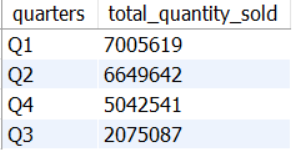 quarters total_quantity_sold
Q1 7005619
Q2 6649642
Q4 5042541
Q3 2075087